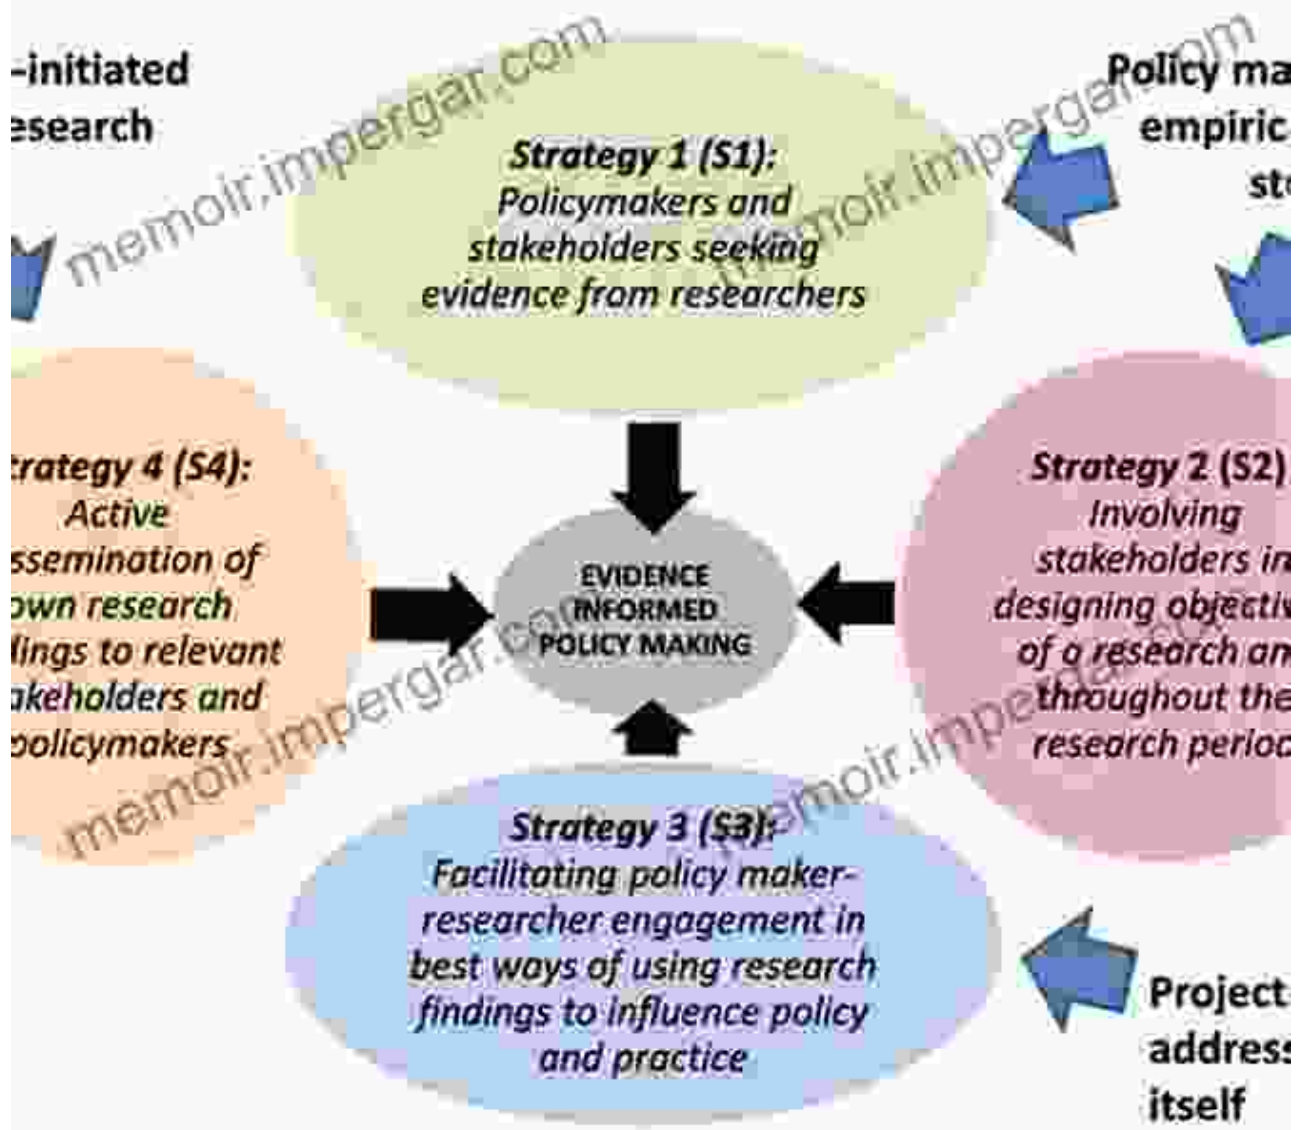 -initiated
esearch
Policy ma
empiric
sto
Strategy 1 (S1):
Policymakers and
stakeholders seeking
evidence from researchers
trategy 4 (S4):
Active
ssemination of
own research
dings to relevant
akeholders and
policymakers
EVIDENCE
INFORMED
POLICY MAKING
Strategy 2 (S2)
Involving
stakeholders in
designing objectiv
of a research an
throughout the
research period
Strategy 3 (S3):
Facilitating policy maker-
researcher engagement in
best ways of using research
findings to influence policy
and practice
Project
address
itself
memoir.impergar.com
memoir.impergar.com
memoir.impergar.com
memoir.impergar.com